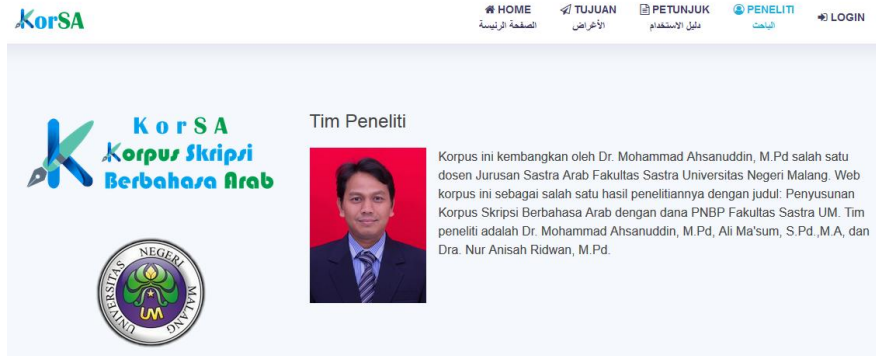 KorSA
HOME
الصفحة الرئيسة
TUJUAN
الأغراض
PETUNJUK
دليل الاستخدام
PENELITI
الباحث
LOGIN
KorSA
Korpus Skripsi
Berbahasa Arab
UNIVERSITAS NEGERI MALANG
UM
Tim Peneliti
Korpus ini kembangkan oleh Dr. Mohammad Ahsanuddin, M.Pd salah satu
dosen Jurusan Sastra Arab Fakultas Sastra Universitas Negeri Malang. Web
korpus ini sebagai salah satu hasil penelitiannya dengan judul: Penyusunan
Korpus Skripsi Berbahasa Arab dengan dana PNBP Fakultas Sastra UM. Tim
peneliti adalah Dr. Mohammad Ahsanuddin, M.Pd, Ali Ma'sum, S.Pd.,M.A, dan
Dra. Nur Anisah Ridwan, M.Pd.